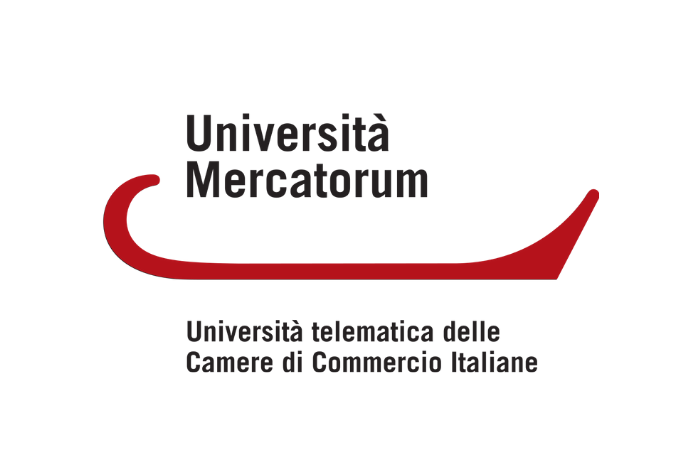 Università
Mercatorum
Università telematica delle
Camere di Commercio Italiane